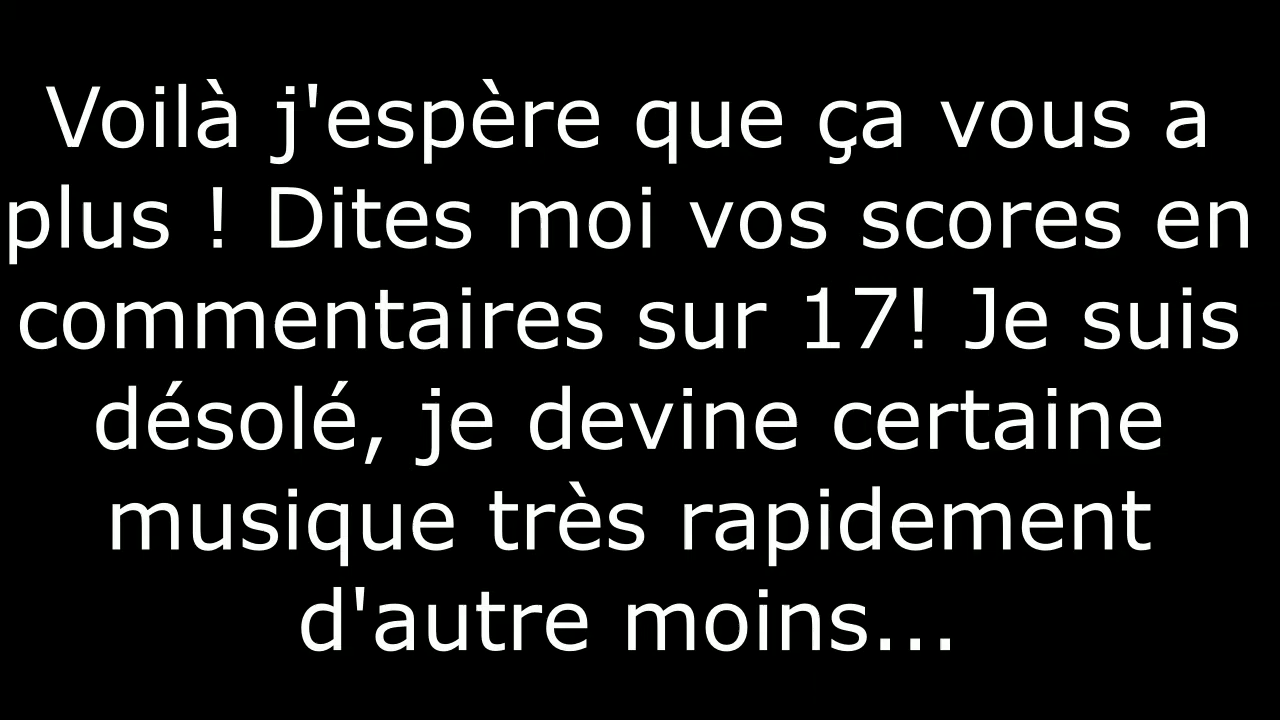 Voilà j'espère que ça vous a
plus ! Dites moi vos scores en
commentaires sur 17! Je suis
désolé, je devine certaine
musique très rapidement
d'autre moins...